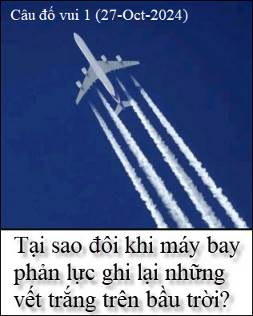 Câu đố vui 1 (27-Oct-2024)
Tại sao đôi khi máy bay
phản lực ghi lại những
vết trắng trên bầu trời?